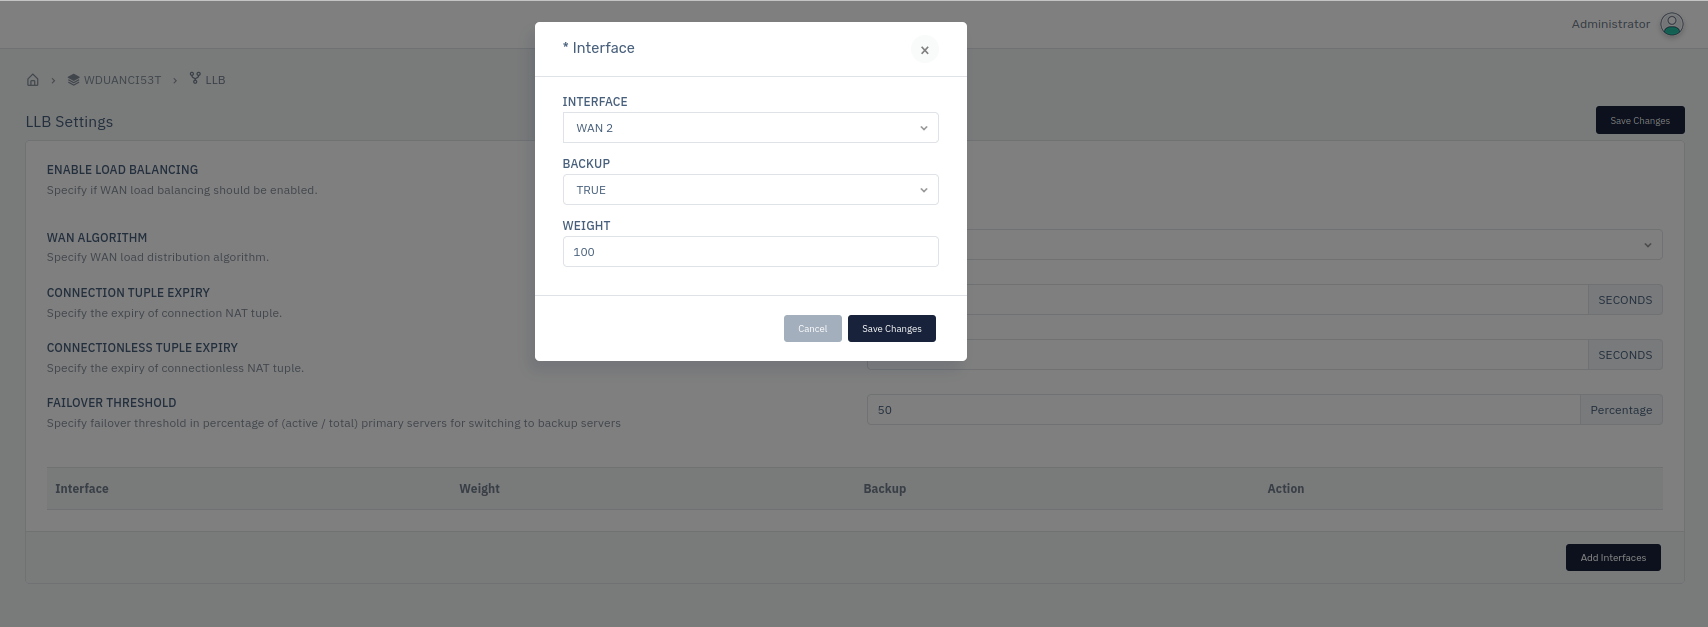 Administrator
WDUANCI53T
LLB
LLB Settings
Save Changes
* Interface
INTERFACE
WAN 2
BACKUP
TRUE
WEIGHT
100
Cancel
Save Changes
ENABLE LOAD BALANCING
Specify if WAN load balancing should be enabled.
WAN ALGORITHM
Specify WAN load distribution algorithm.
CONNECTION TUPLE EXPIRY
Specify the expiry of connection NAT tuple.
SECONDS
CONNECTIONLESS TUPLE EXPIRY
Specify the expiry of connectionless NAT tuple.
SECONDS
FAILOVER THRESHOLD
Specify failover threshold in percentage of (active / total) primary servers for switching to backup servers
50
Percentage
Interface Weight Backup Action
Add Interfaces